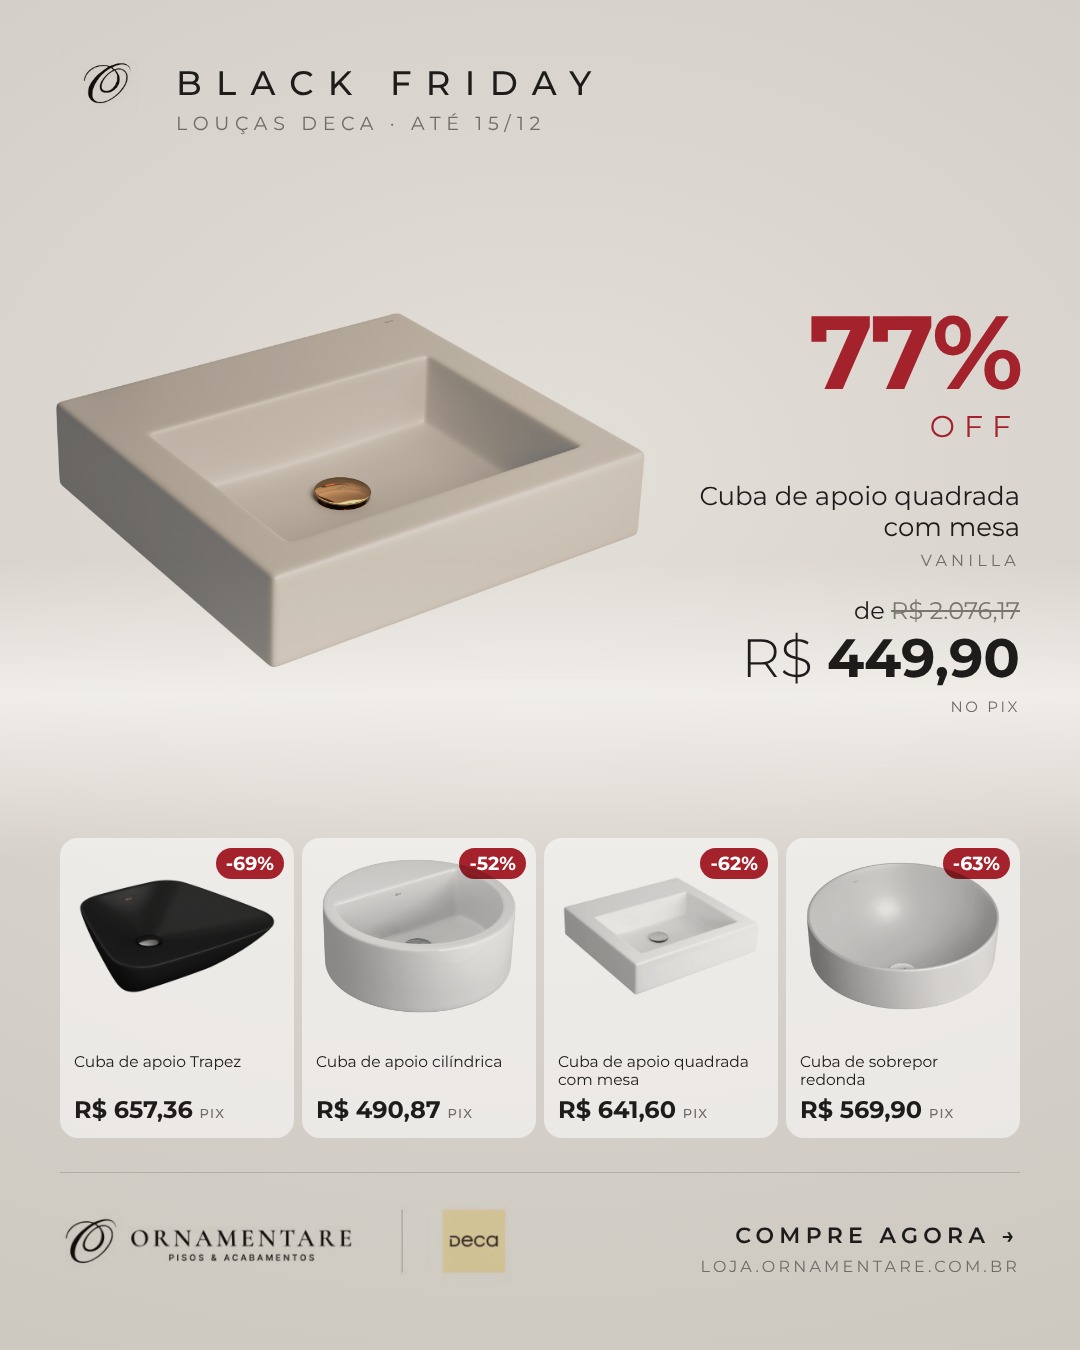 BLACK FRIDAY
LOUÇAS DECA · ATÉ 15/12
77%
OFF
Cuba de apoio quadrada
com mesa
VANILLA
de R$ 2.076,17
R$ 449,90
NO PIX
-69%
Cuba de apoio Trapez
R$ 657,36 PIX
-52%
Cuba de apoio cilíndrica
R$ 490,87 PIX
-62%
Cuba de apoio quadrada
com mesa
R$ 641,60 PIX
-63%
Cuba de sobrepor
redonda
R$ 569,90 PIX
ORNAMENTARE
PISOS & ACABAMENTOS
Deca
COMPRE AGORA →
LOJA.ORNAMENTARE.COM.BR